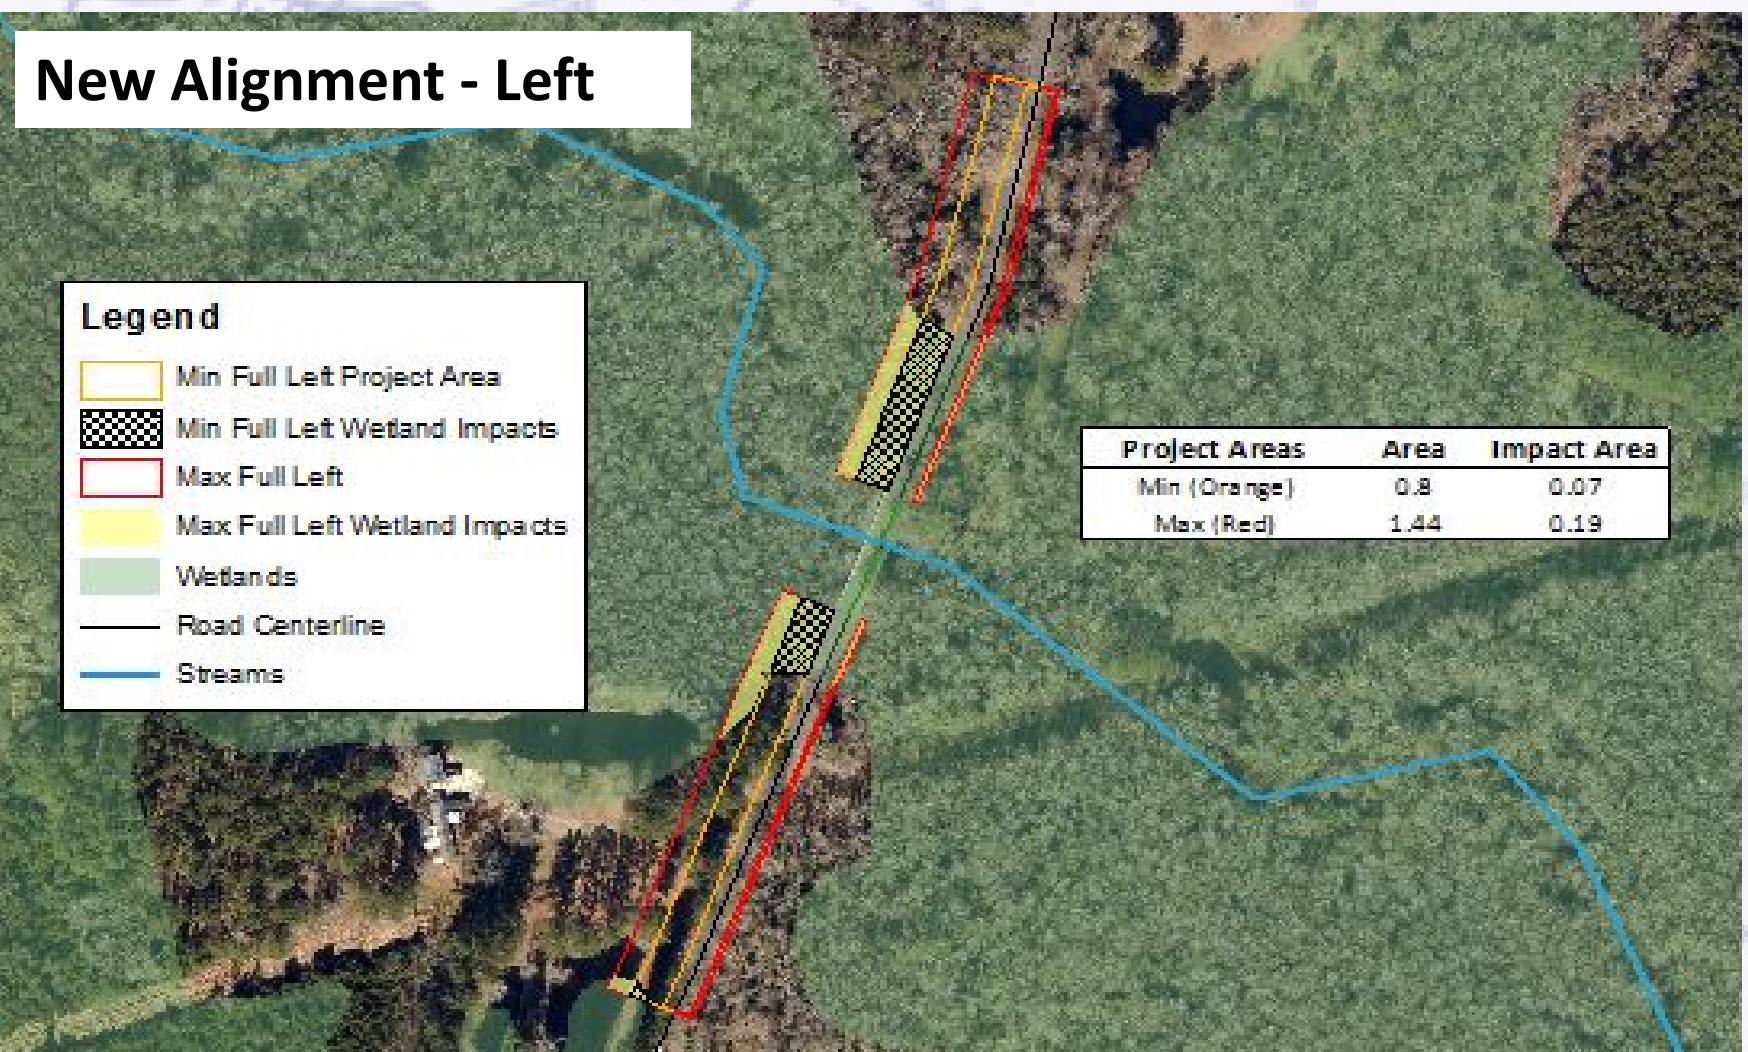 New Alignment - Left
Legend
Min Full Left Project Area
Min Full Left Wetland Impacts
Max Full Left
Max Full Left Wetland Impacts
Wetlands
Road Centerline
Streams
Project Areas Area Impact Area
Min (Orange) 0.8 0.07
Max (Red) 1.44 0.19